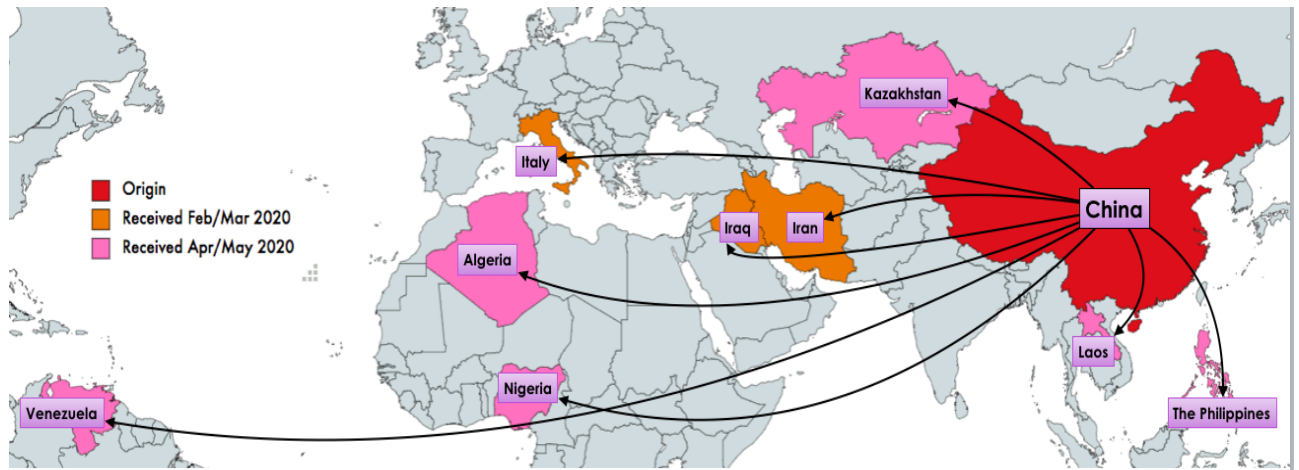 Origin
Received Feb/Mar 2020
Received Apr/May 2020
Kazakhstan
Italy
China
Iraq
Iran
Algeria
Laos
Nigeria
Venezuela
The Philippines